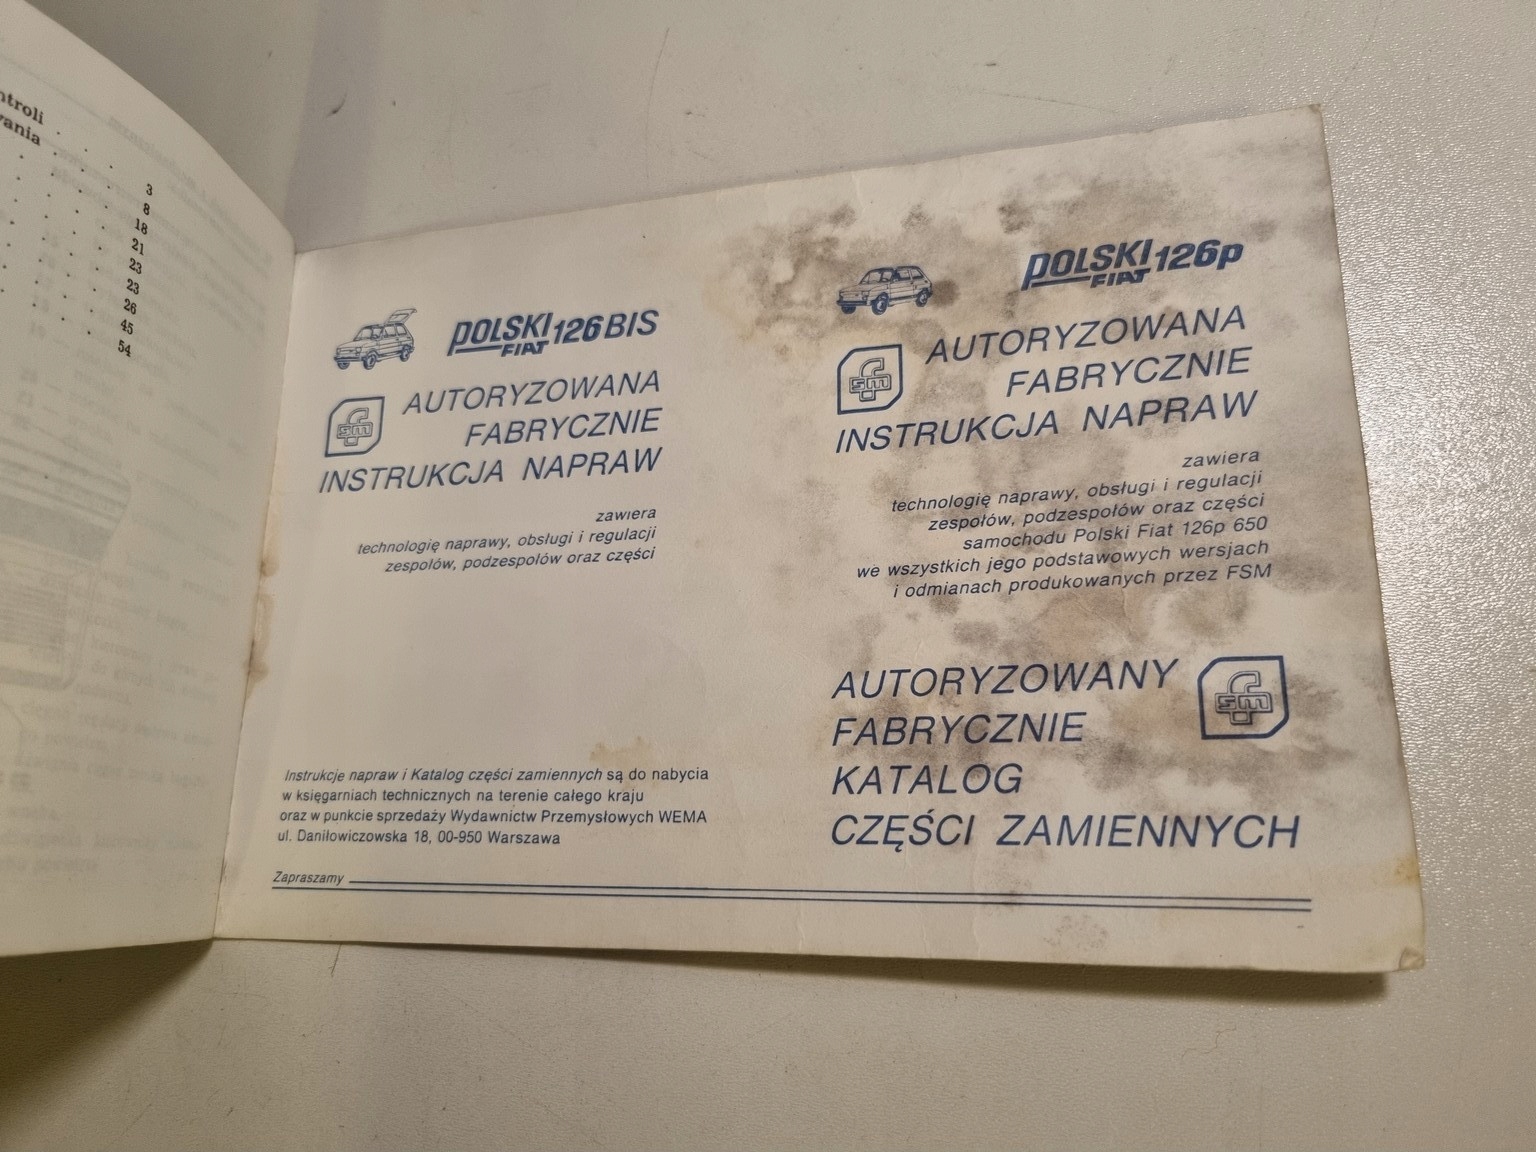 3
8
18
21
23
23
26
45
54
POLSKI FIAT 126 BIS
AUTORYZOWANA
FABRYCZNIE
INSTRUKCJA NAPRAW
zawiera
technologię naprawy, obsługi i regulacji
zespołów, podzespołów oraz części
Instrukcje napraw i Katalog części zamiennych są do nabycia
w księgarniach technicznych na terenie całego kraju
oraz w punkcie sprzedaży Wydawnictw Przemysłowych WEMA
ul. Daniłowiczowska 18, 00-950 Warszawa
Zapraszamy
POLSKI FIAT 126p
AUTORYZOWANA
FABRYCZNIE
INSTRUKCJA NAPRAW
zawiera
technologię naprawy, obsługi i regulacji
zespołów, podzespołów oraz części
samochodu Polski Fiat 126p 650
we wszystkich jego podstawowych wersjach
i odmianach produkowanych przez FSM
AUTORYZOWANY
FABRYCZNIE
KATALOG
CZĘŚCI ZAMIENNYCH